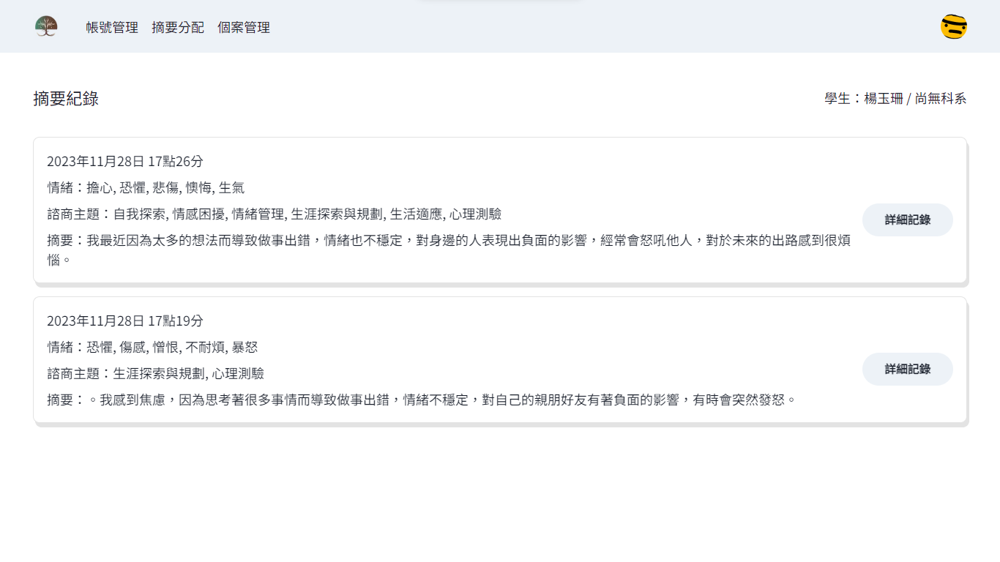 帳號管理 摘要分配 個案管理
摘要紀錄
學生：楊玉珊 / 尚無科系
2023年11月28日 17點26分
情緒：擔心, 恐懼, 悲傷, 懊悔, 生氣
諮商主題：自我探索, 情感困擾, 情緒管理, 生涯探索與規劃, 生活適應, 心理測驗
摘要：我最近因為太多的想法而導致做事出錯，情緒也不穩定，對身邊的人表現出負面的影響，經常會怒吼他人，對於未來的出路感到很煩
惱。
詳細記錄
2023年11月28日 17點19分
情緒：恐懼, 傷感, 憎恨, 不耐煩, 暴怒
諮商主題：生涯探索與規劃, 心理測驗
摘要：。我感到焦慮，因為思考著很多事情而導致做事出錯，情緒不穩定，對自己的親朋好友有著負面的影響，有時會突然發怒。
詳細記錄